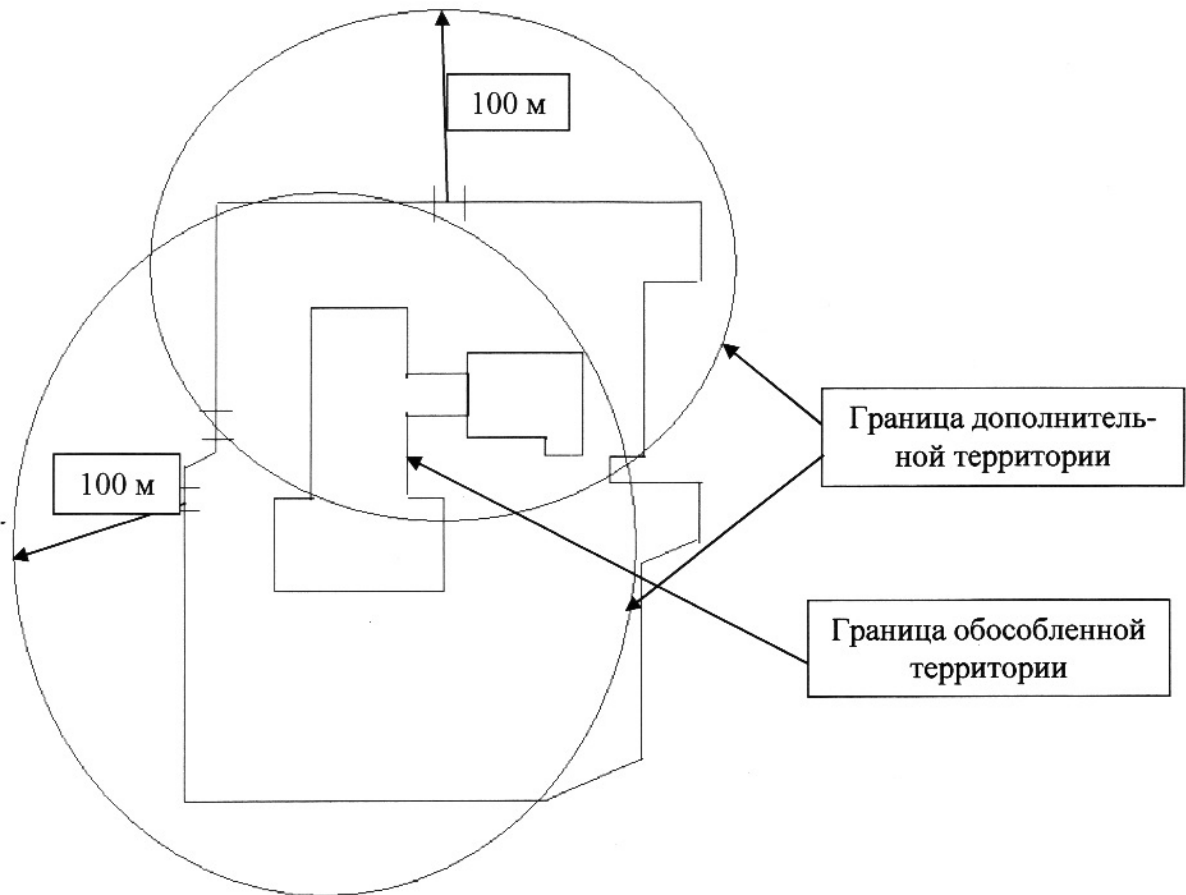 100 м
Граница дополнитель-
ной территории
100 м
Граница обособленной
территории